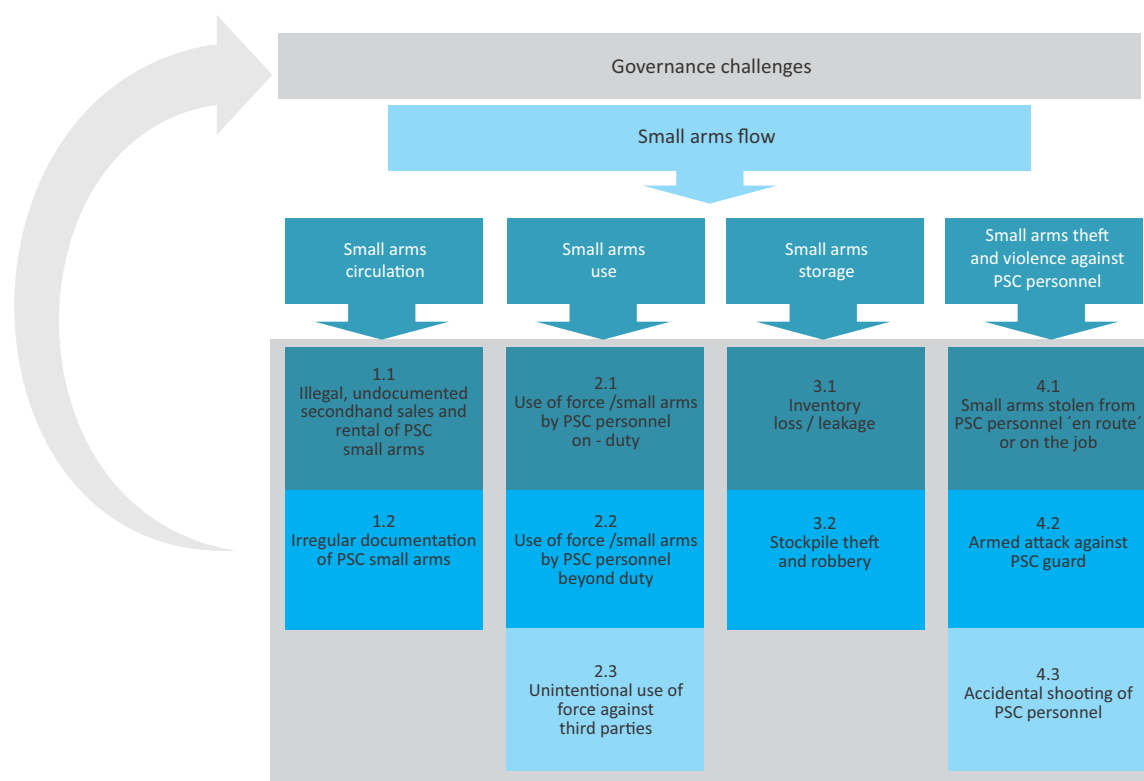 Governance challenges
Small arms flow
Small arms
circulation
Small arms
use
Small arms
storage
Small arms theft
and violence against
PSC personnel
1.1
Illegal, undocumented
secondhand sales and
rental of PSC
small arms
2.1
Use of force /small arms
by PSC personnel
on - duty
3.1
Inventory
loss / leakage
4.1
Small arms stolen from
PSC personnel ´en route´
or on the job
1.2
Irregular documentation
of PSC small arms
2.2
Use of force /small arms
by PSC personnel
beyond duty
3.2
Stockpile theft
and robbery
4.2
Armed attack against
PSC guard
2.3
Unintentional use of
force against
third parties
4.3
Accidental shooting of
PSC personnel